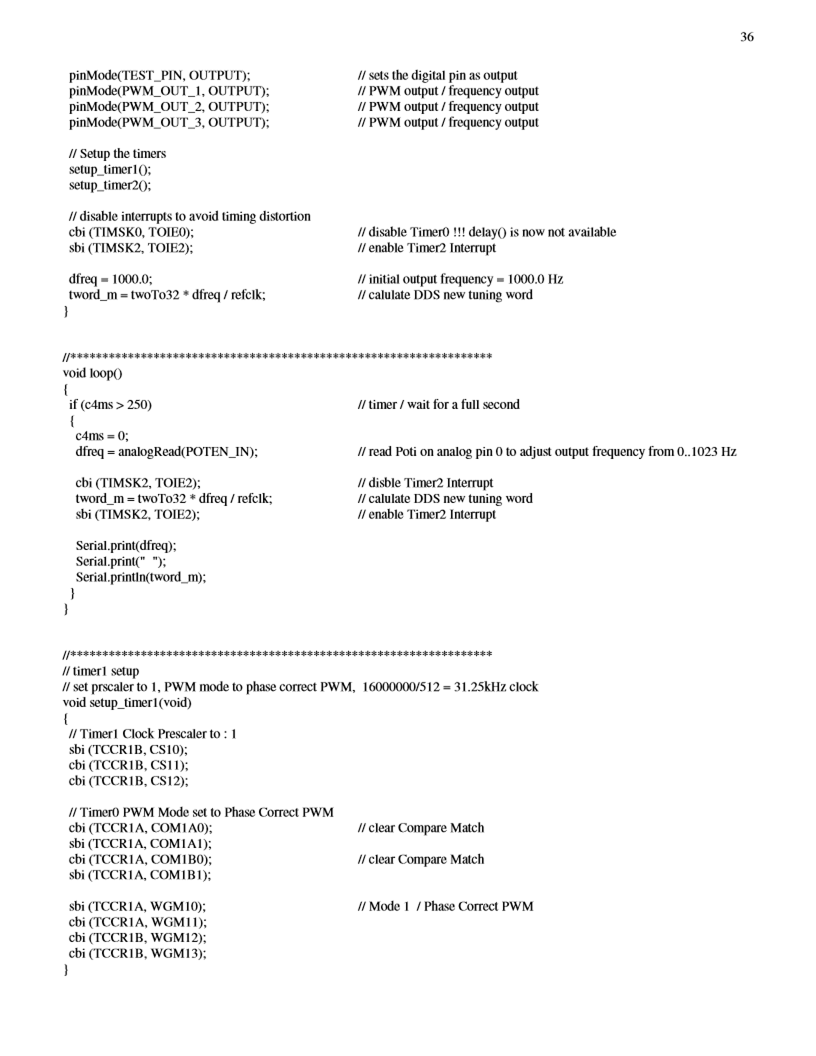 36
pinMode(TEST_PIN, OUTPUT); // sets the digital pin as output
pinMode(PWM_OUT_1, OUTPUT); // PWM output / frequency output
pinMode(PWM_OUT_2, OUTPUT); // PWM output / frequency output
pinMode(PWM_OUT_3, OUTPUT); // PWM output / frequency output
// Setup the timers
setup_timer1();
setup_timer2();
// disable interrupts to avoid timing distortion
cbi (TIMSK0, TOIE0); // disable Timer0 !!! delay() is now not available
sbi (TIMSK2, TOIE2); // enable Timer2 Interrupt
dfreq = 1000.0; // initial output frequency = 1000.0 Hz
tword_m = twoTo32 * dfreq / refclk; // calulate DDS new tuning word
}
//******************************************************************
void loop()
{
if (c4ms > 250) // timer / wait for a full second
{
c4ms = 0;
dfreq = analogRead(POTEN_IN); // read Poti on analog pin 0 to adjust output frequency from 0..1023 Hz
cbi (TIMSK2, TOIE2); // disble Timer2 Interrupt
tword_m = twoTo32 * dfreq / refclk; // calulate DDS new tuning word
sbi (TIMSK2, TOIE2); // enable Timer2 Interrupt
Serial.print(dfreq);
Serial.print("  ");
Serial.println(tword_m);
}
}
//******************************************************************
// timer1 setup
// set prscaler to 1, PWM mode to phase correct PWM,  16000000/512 = 31.25kHz clock
void setup_timer1(void)
{
// Timer1 Clock Prescaler to : 1
sbi (TCCR1B, CS10);
cbi (TCCR1B, CS11);
cbi (TCCR1B, CS12);
// Timer0 PWM Mode set to Phase Correct PWM
cbi (TCCR1A, COM1A0); // clear Compare Match
sbi (TCCR1A, COM1A1);
cbi (TCCR1A, COM1B0); // clear Compare Match
sbi (TCCR1A, COM1B1);
sbi (TCCR1A, WGM10); // Mode 1  / Phase Correct PWM
cbi (TCCR1A, WGM11);
cbi (TCCR1B, WGM12);
cbi (TCCR1B, WGM13);
}